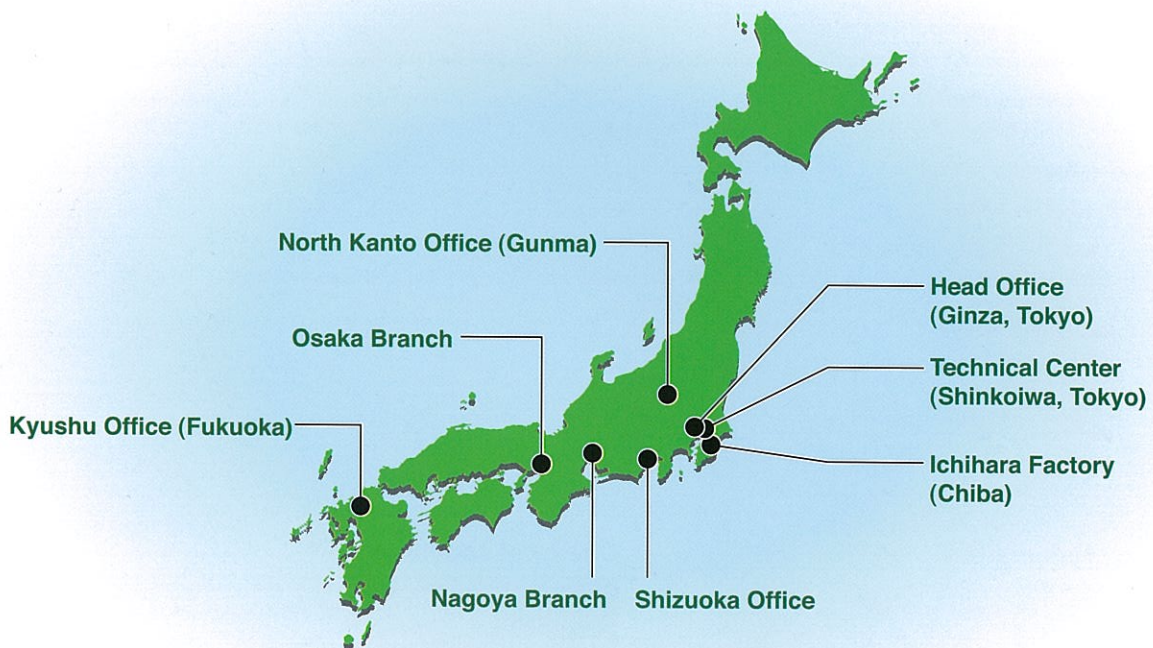 North Kanto Office (Gunma)
Head Office
(Ginza, Tokyo)
Osaka Branch
Technical Center
(Shinkoiwa, Tokyo)
Kyushu Office (Fukuoka)
Ichihara Factory
(Chiba)
Nagoya Branch
Shizuoka Office